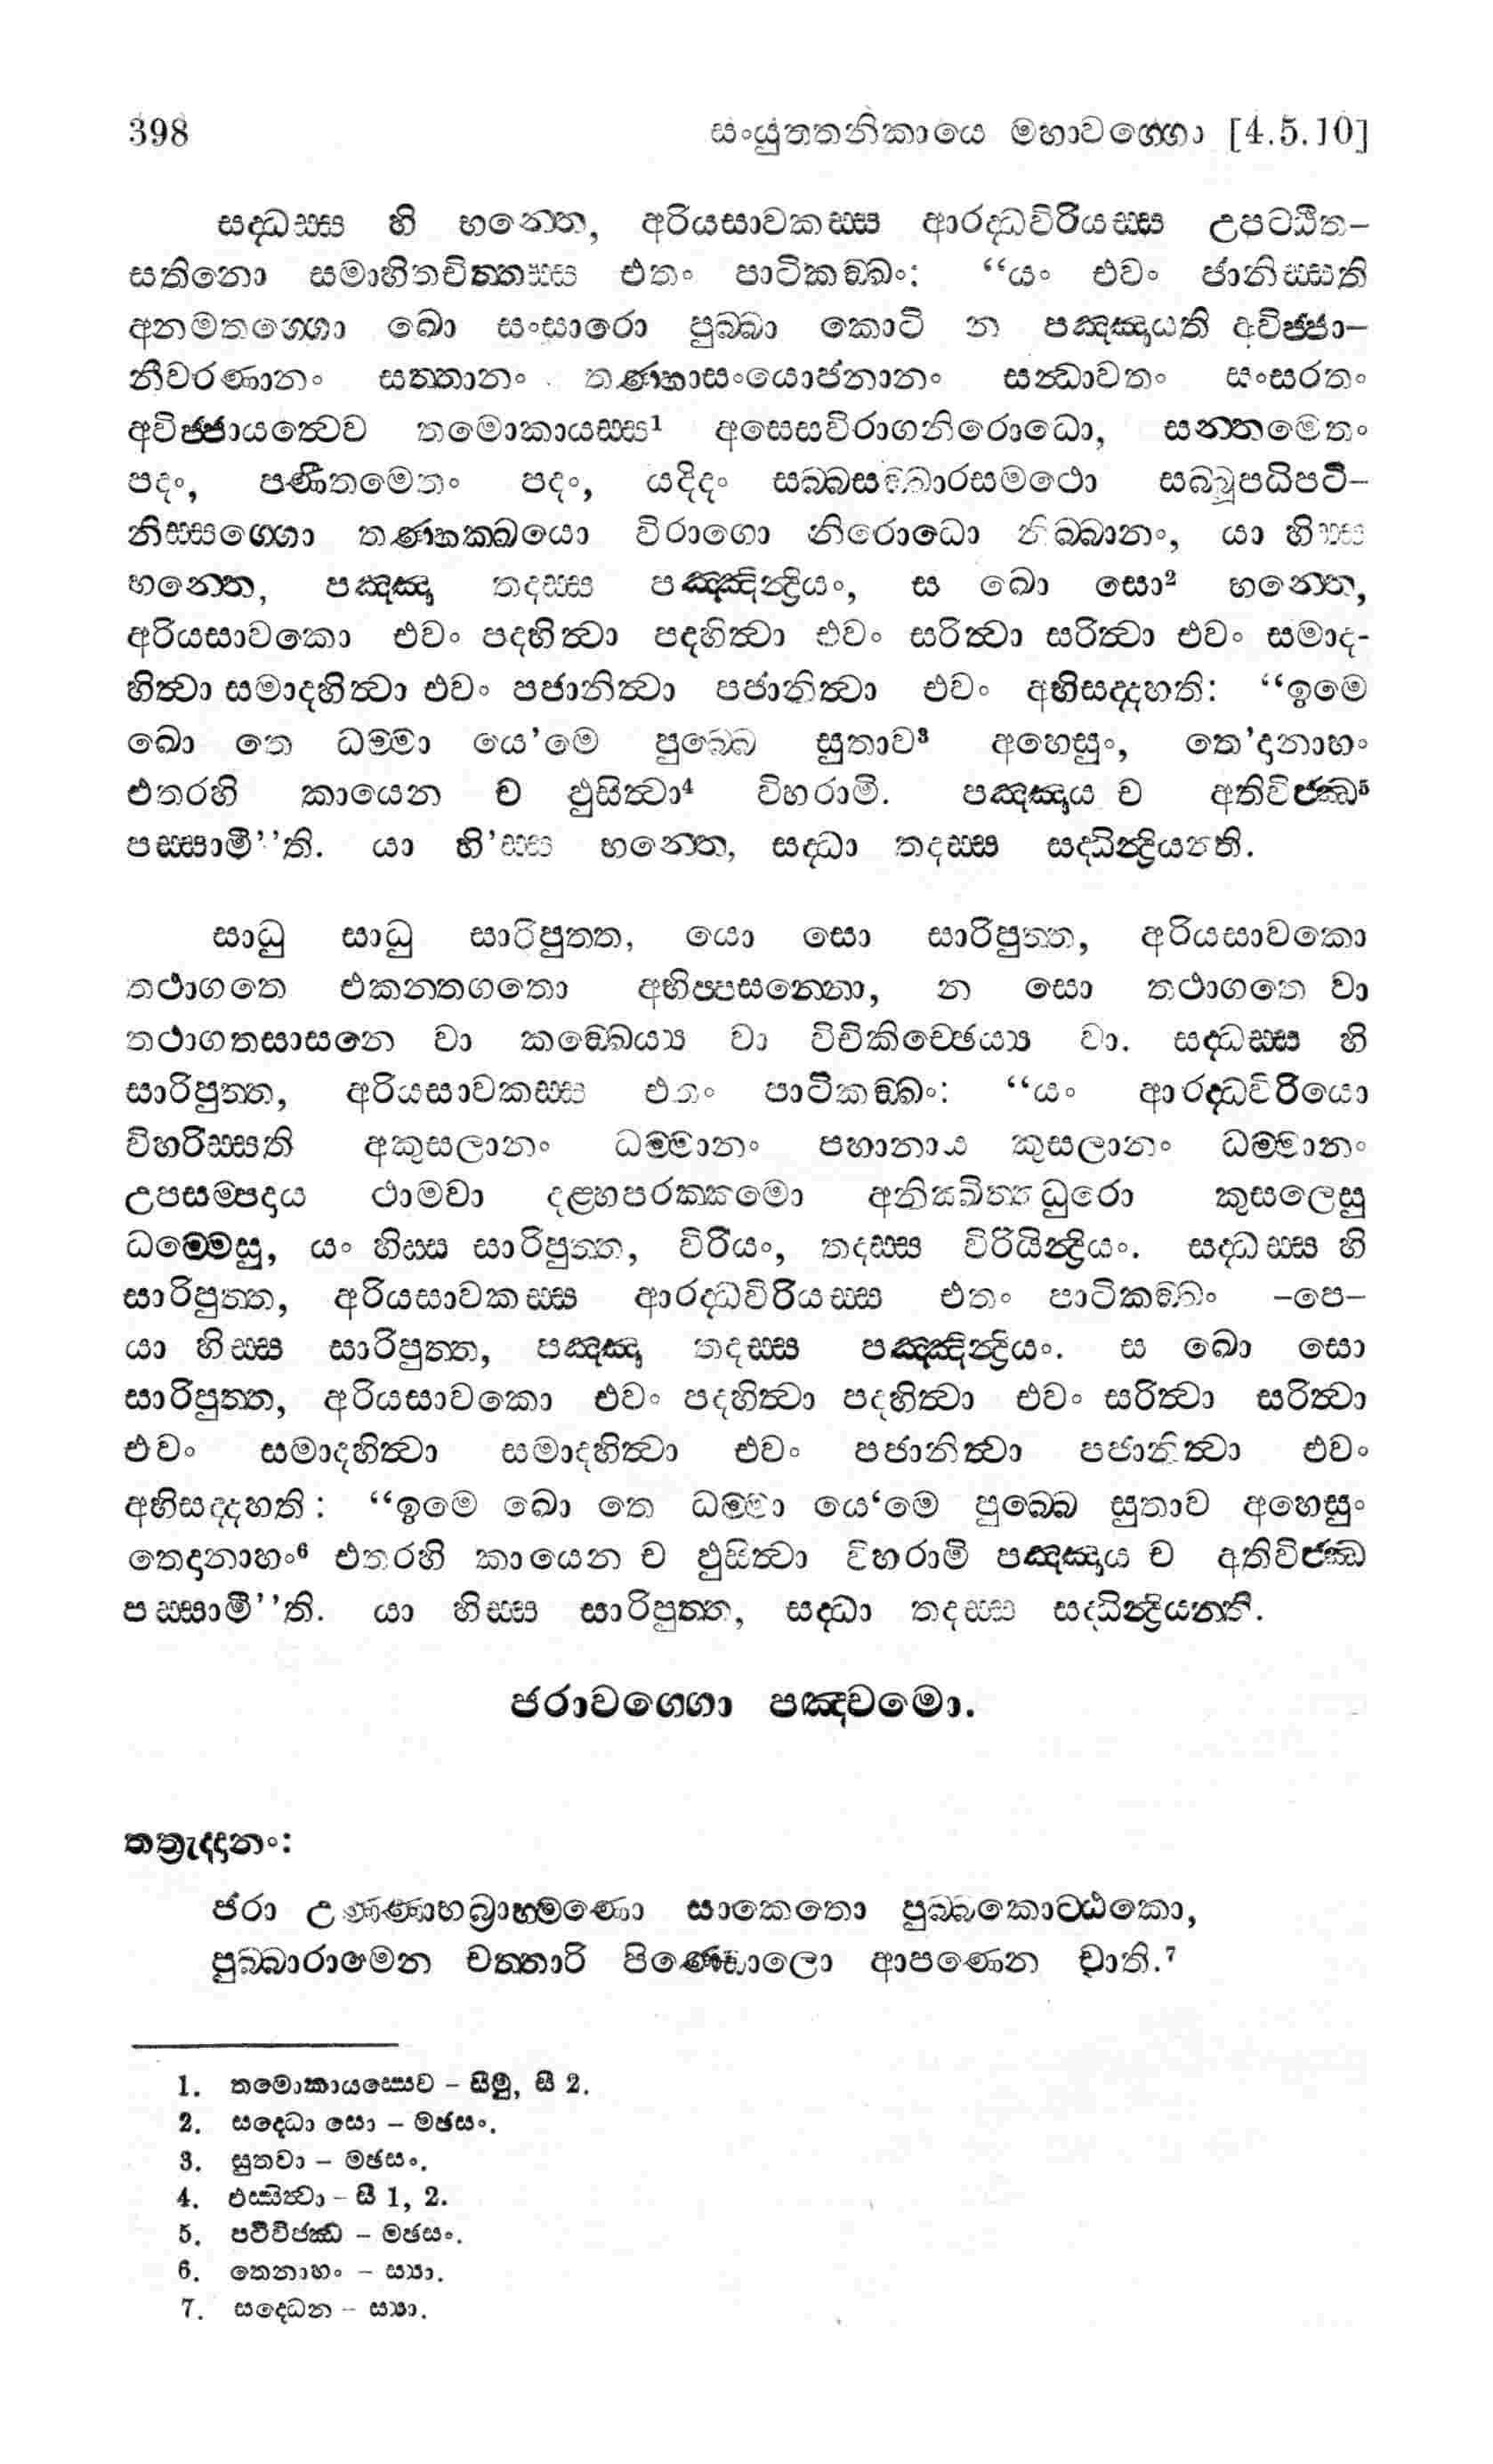 398 සංයුත්තනිකායෙ මහාවග්ගො [4.5.10]
සද්ධස්ස හි භන්තෙ, අරියසාවකස්ස ආරද්ධවිරියස්ස උපට්ඨිත–
සතිනො සමාහිතචිත්තස්ස එතං පාටිකඞ්ඛං: “යං එවං ජානිස්සති
අනමතග්ගො ඛො සංසාරො පුබ්බා කොටි න පඤ්ඤායති අවිජ්ජා–
නීවරණානං සත්තානං තණ්හාසංයොජනානං සන්ධාවතං සංසරතං
අවිජ්ජායත්වෙව තමොකායස්ස¹ අසෙසවිරාගනිරොධො, සන්තමෙතං
පදං, පණීතමෙතං පදං, යදිදං සබ්බසඞ්ඛාරසමථො සබ්බූපධිපටි–
නිස්සග්ගො තණ්හක්ඛයො විරාගො නිරොධො නිබ්බානං, යා හිස්ස
භන්තෙ, පඤ්ඤා තදස්ස පඤ්ඤින්ද්‍රියං, ස ඛො සො² භන්තෙ,
අරියසාවකො එවං පදහිත්වා පදහිත්වා එවං සරිත්වා සරිත්වා එවං සමාද-
හිත්වා සමාදහිත්වා එවං පජානිත්වා පජානිත්වා එවං අභිසද්දහති: “ඉමෙ
ඛො තෙ ධම්මා යෙ’මෙ පුබ්බෙ සුතාව³ අහෙසුං, තෙ’දානාහං
එතරහි කායෙන ච ඵුසිත්වා⁴ විහරාමි. පඤ්ඤාය ච අතිවිජ්ඣ⁵
පස්සාමී’’ති. යා හි’ස්ස භන්තෙ, සද්ධා තදස්ස සද්ධින්ද්‍රියන්ති.
සාධු සාධු සාරිපුත්ත, යො සො සාරිපුත්ත, අරියසාවකො
තථාගතෙ එකන්තගතො අභිප්පසන්නො, න සො තථාගතෙ වා
තථාගතසාසනෙ වා කඞ්ඛෙය්‍ය වා විචිකිච්ඡෙය්‍ය වා. සද්ධස්ස හි
සාරිපුත්ත, අරියසාවකස්ස එතං පාටිකඞ්ඛං: “යං ආරද්ධවිරියො
විහරිස්සති අකුසලානං ධම්මානං පහානාය කුසලානං ධම්මානං
උපසම්පදාය ථාමවා දළ්හපරක්කමො අනික්ඛිත්තධුරො කුසලෙසු
ධම්මෙසු, යං හිස්ස සාරිපුත්ත, විරියං, තදස්ස විරියින්ද්‍රියං. සද්ධස්ස හි
සාරිපුත්ත, අරියසාවකස්ස ආරද්ධවිරියස්ස එතං පාටිකඞ්ඛං –පෙ–
යා හිස්ස සාරිපුත්ත, පඤ්ඤා තදස්ස පඤ්ඤින්ද්‍රියං. ස ඛො සො
සාරිපුත්ත, අරියසාවකො එවං පදහිත්වා පදහිත්වා එවං සරිත්වා සරිත්වා
එවං සමාදහිත්වා සමාදහිත්වා එවං පජානිත්වා පජානිත්වා එවං
අභිසද්දහති: “ඉමෙ ඛො තෙ ධම්මා යෙ‘මෙ පුබ්බෙ සුතාව අහෙසුං
තෙදානාහං⁶ එතරහි කායෙන ච ඵුසිත්වා විහරාමි පඤ්ඤාය ච අතිවිජ්ඣ
පස්සාමී’’ති. යා හිස්ස සාරිපුත්ත, සද්ධා තදස්ස සද්ධින්ද්‍රියන්ති.
ජරාවග්ගො පඤ්චමො.
තත්‍රුද්දානං:
ජරා උණ්ණාභබ්‍රාහ්මණො සාකෙතො පුබ්බකොට්ඨකො,
පුබ්බාරාමෙන චත්තාරි පිණ්ඩොලො ආපණෙන චාති.⁷
1. තමොකායස්සෙව – සීමු, සී 2.
2. සද්ධො සො – මඡසං.
3. සුතවා – මඡසං.
4. ඵස්සිත්වා – සී 1, 2.
5. පටිවිජ්ඣ – මඡසං.
6. තෙනාහං – ස්‍යා.
7. සද්ධෙන – ස්‍යා.